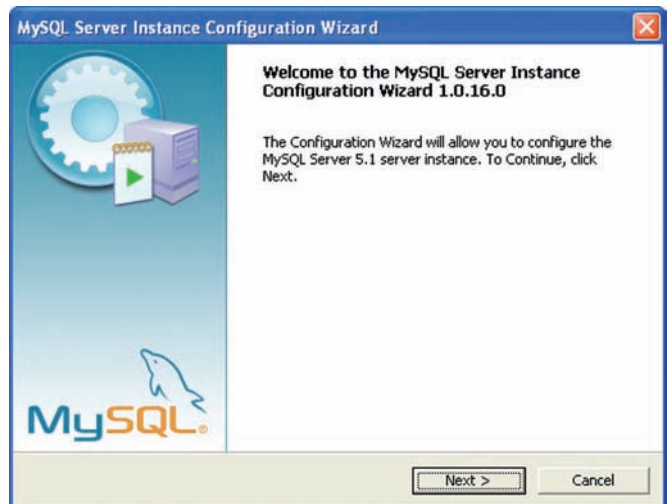 MySQL Server Instance Configuration Wizard
Welcome to the MySQL Server Instance
Configuration Wizard 1.0.16.0
The Configuration Wizard will allow you to configure the
MySQL Server 5.1 server instance. To Continue, click
Next.
MySQL®
Next >
Cancel